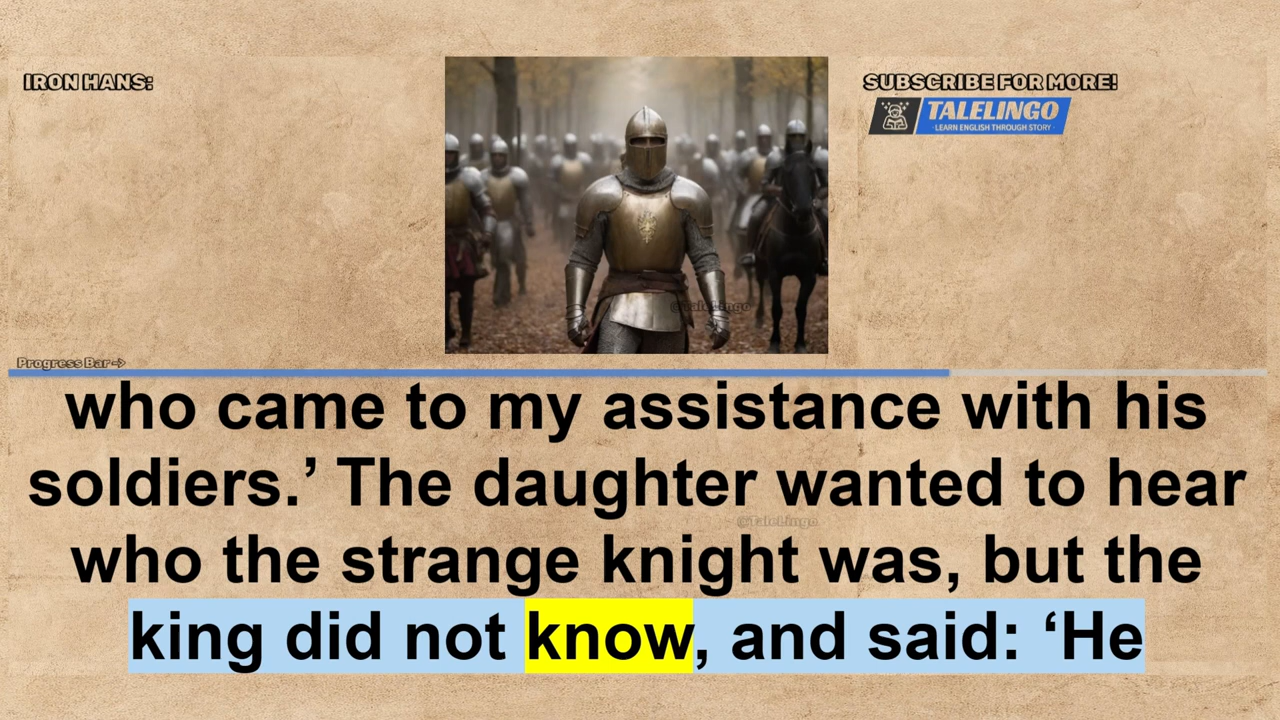 IRON HANS:
SUBSCRIBE FOR MORE!
TALELINGO
· LEARN ENGLISH THROUGH STORY ·
@TaleLingo
Progress Bar->
who came to my assistance with his
soldiers.’ The daughter wanted to hear
@TaleLingo
who the strange knight was, but the
king did not know, and said: ‘He